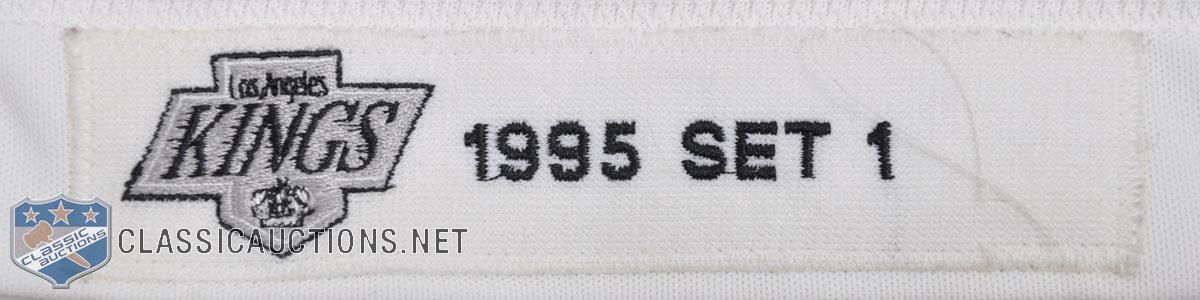 Los Angeles
KINGS
1995 SET 1
CLASSIC
AUCTIONS
CLASSICAUCTIONS.NET